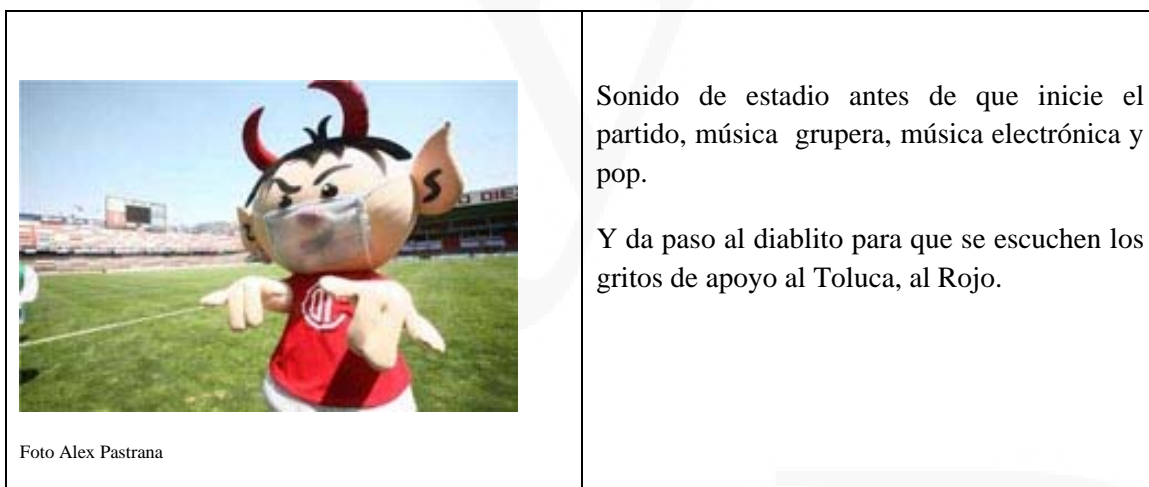 DIE
S
Foto Alex Pastrana
Sonido de estadio antes de que inicie el
partido, música grupera, música electrónica y
pop.
Y da paso al diablito para que se escuchen los
gritos de apoyo al Toluca, al Rojo.